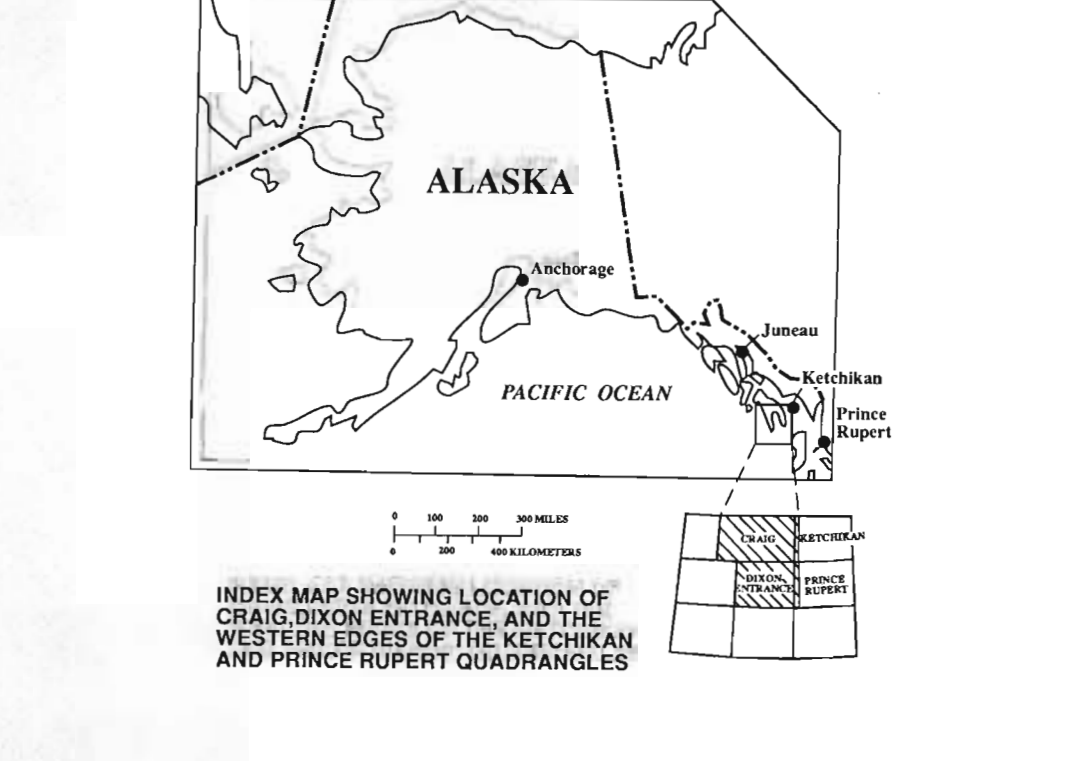 ALASKA
Anchorage
Juneau
PACIFIC OCEAN
Ketchikan
Prince
Rupert
0 100 200 300 MILES
0 200 400 KILOMETERS
CRAIG
KETCHIKAN
DIXON
ENTRANCE
PRINCE
RUPERT
INDEX MAP SHOWING LOCATION OF
CRAIG,DIXON ENTRANCE, AND THE
WESTERN EDGES OF THE KETCHIKAN
AND PRINCE RUPERT QUADRANGLES